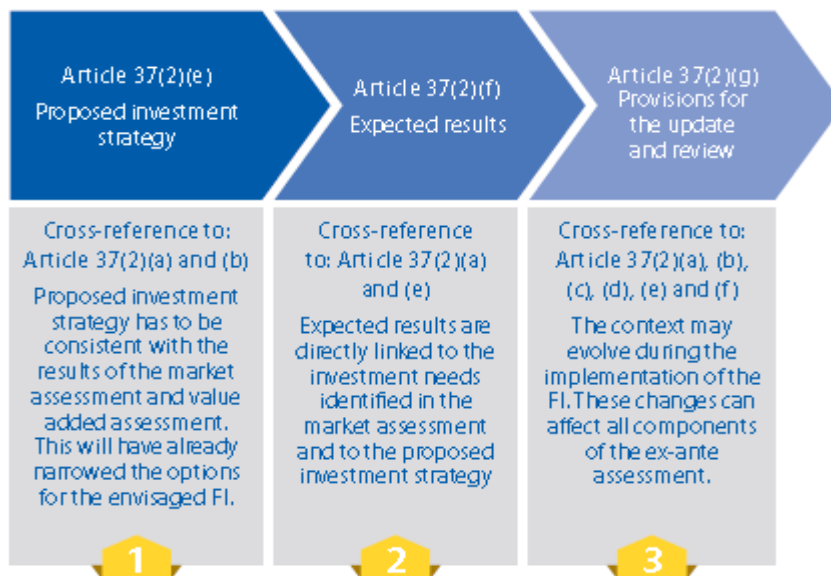 Article 37(2)(e)
Proposed investment
strategy
Article 37(2)(f)
Expected results
Article 37(2)(g)
Provisions for
the update
and review
Cross-reference to:
Article 37(2)(a) and (b)
Proposed investment
strategy has to be
consistent with the
results of the market
assessment and value
added assessment.
This will have already
narrowed the options
for the envisaged FI.
Cross-reference
to: Article 37(2)(a)
and (e)
Expected results are
directly linked to the
investment needs
identified in the
market assessment
and to the proposed
investment strategy
Cross-reference to:
Article 37(2)(a), (b),
(c), (d), (e) and (f)
The context may
evolve during the
implementation of the
FI. These changes can
affect all components
of the ex-ante
assessment.
1
2
3